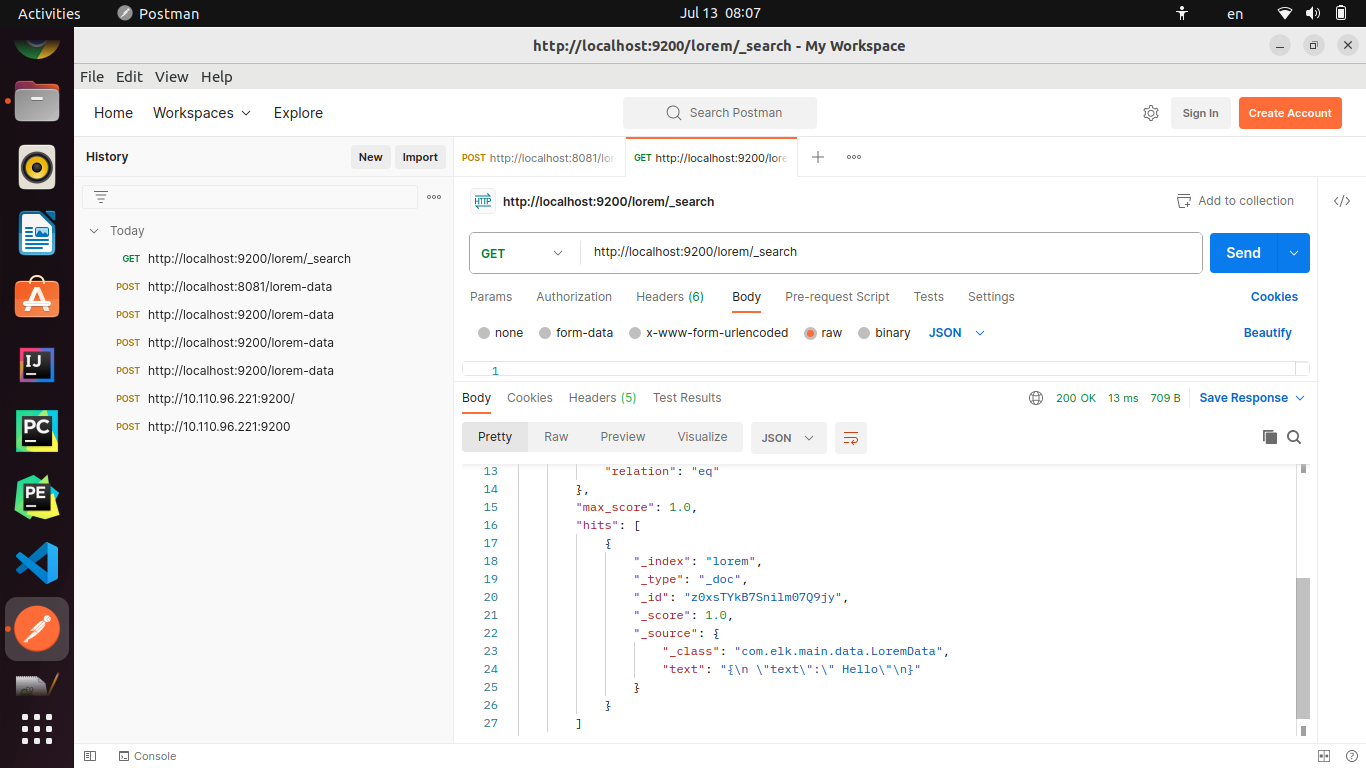 Activities Postman Jul 13 08:07 en
http://localhost:9200/lorem/_search - My Workspace
File Edit View Help
Home Workspaces Explore Search Postman Sign In Create Account
History New Import
POST http://localhost:8081/lor GET http://localhost:9200/lore
http://localhost:9200/lorem/_search Add to collection
Today
GET http://localhost:9200/lorem/_search
POST http://localhost:8081/lorem-data
POST http://localhost:9200/lorem-data
POST http://localhost:9200/lorem-data
POST http://localhost:9200/lorem-data
POST http://10.110.96.221:9200/
POST http://10.110.96.221:9200
GET http://localhost:9200/lorem/_search Send
Params Authorization Headers (6) Body Pre-request Script Tests Settings Cookies
none form-data x-www-form-urlencoded raw binary JSON Beautify
1
Body Cookies Headers (5) Test Results 200 OK 13 ms 709 B Save Response
Pretty Raw Preview Visualize JSON
13 "relation": "eq"
14 },
15 "max_score": 1.0,
16 "hits": [
17 {
18 "_index": "lorem",
19 "_type": "_doc",
20 "_id": "z0xsTYkB7Snilm07Q9jy",
21 "_score": 1.0,
22 "_source": {
23 "_class": "com.elk.main.data.LoremData",
24 "text": "{\n \"text\":\" Hello\"\n}"
25 }
26 }
27 ]
Console